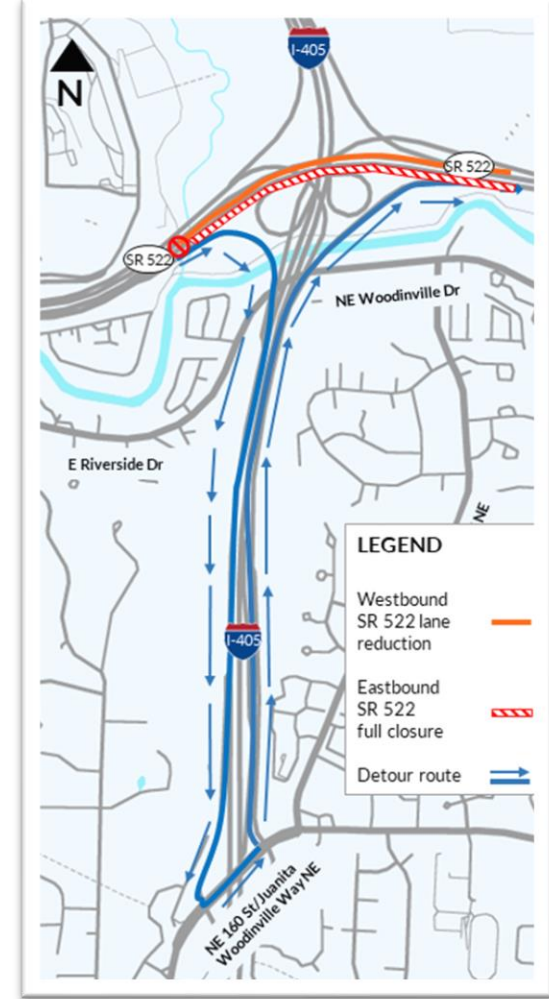 I-405
N
SR 522
SR 522
NE Woodinville Dr
E Riverside Dr
NE
LEGEND
Westbound
SR 522 lane
reduction
I-405
Eastbound
SR 522
full closure
Detour route
NE 160 St/Juanita
Woodinville Way NE